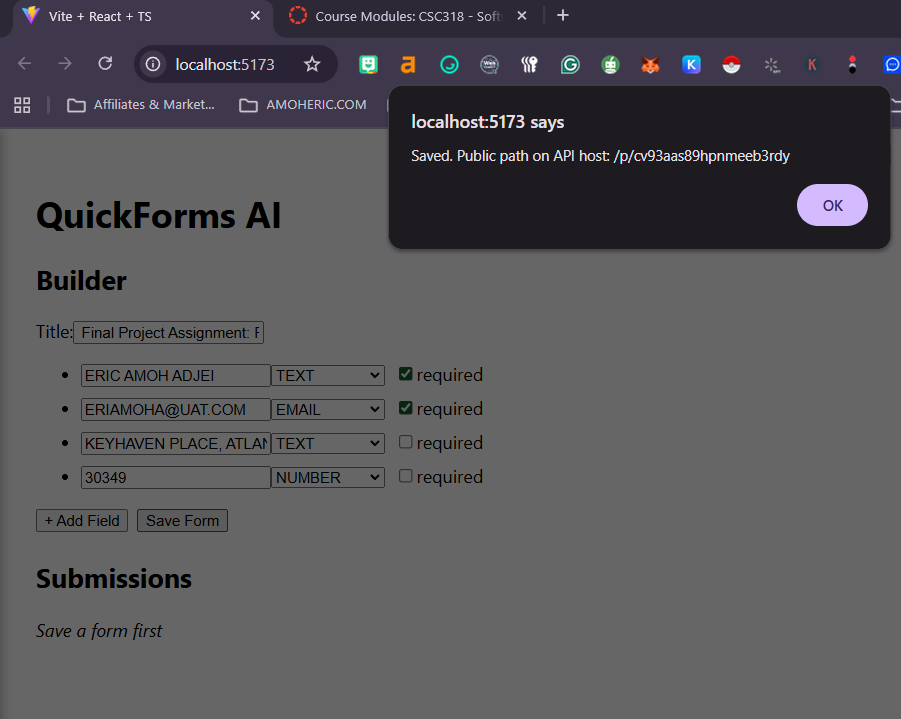 Vite + React + TS
Course Modules: CSC318 - Soft
localhost:5173
Affiliates & Market...
AMOHERIC.COM
localhost:5173 says
Saved. Public path on API host: /p/cv93aas89hpnmeeb3rdy
OK
QuickForms AI
Builder
Title: Final Project Assignment: F
ERIC AMOH ADJEI TEXT required
ERIAMOHA@UAT.COM EMAIL required
KEYHAVEN PLACE, ATLAN TEXT required
30349 NUMBER required
+ Add Field Save Form
Submissions
Save a form first